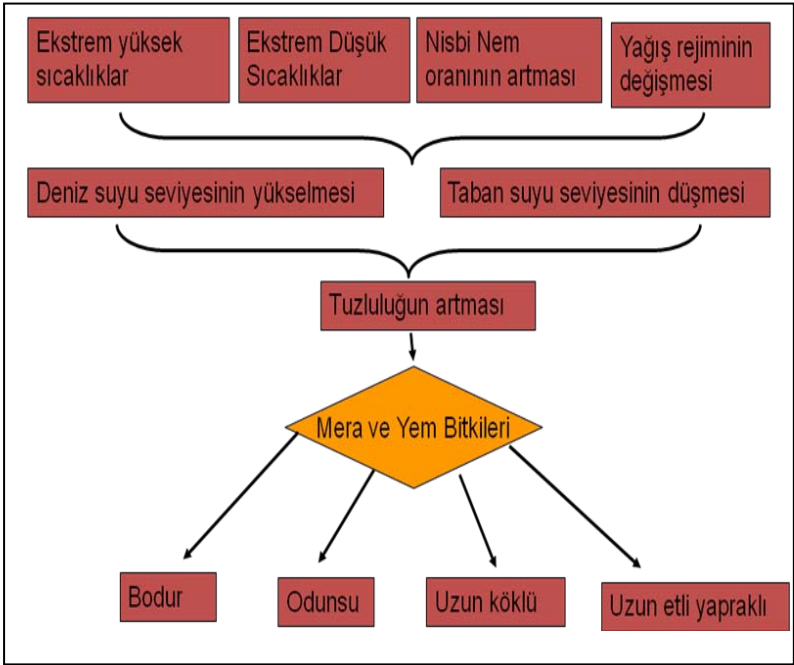 Ekstrem yüksek
sıcaklıklar
Ekstrem Düşük
Sıcaklıklar
Nisbi Nem
oranının artması
Yağış rejiminin
değişmesi
Deniz suyu seviyesinin yükselmesi
Taban suyu seviyesinin düşmesi
Tuzluluğun artması
Mera ve Yem Bitkileri
Bodur
Odunsu
Uzun köklü
Uzun etli yapraklı